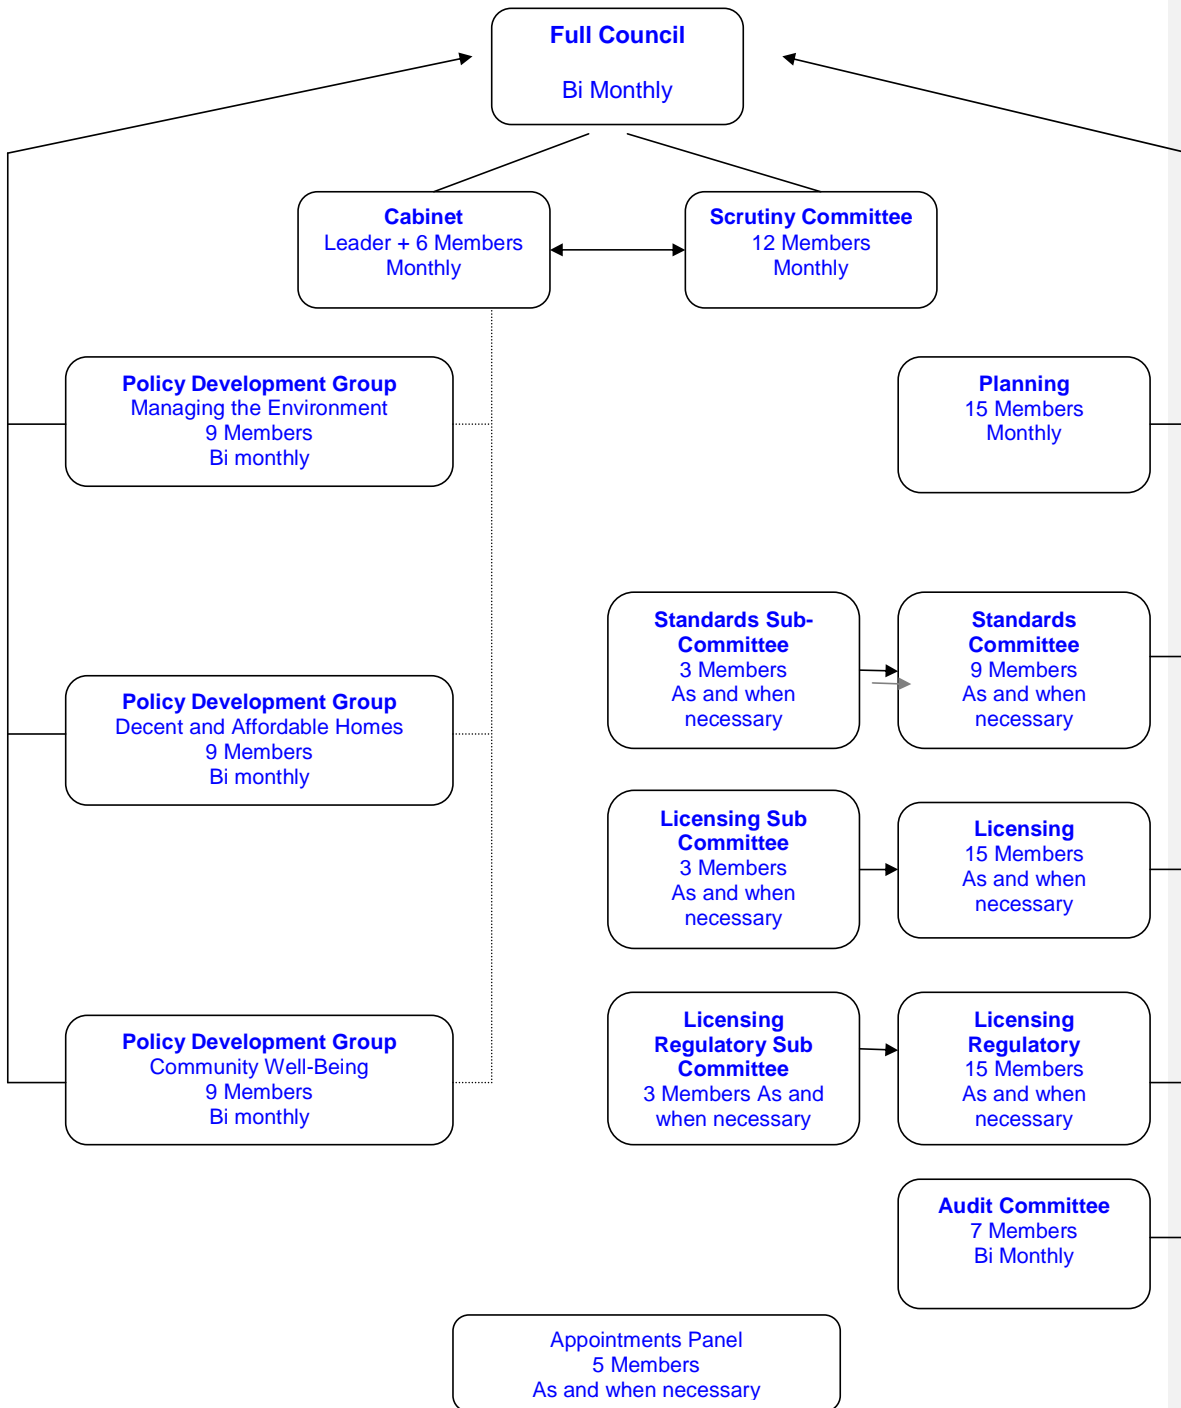 Full Council
Bi Monthly
Cabinet
Leader + 6 Members
Monthly
Scrutiny Committee
12 Members
Monthly
Policy Development Group
Managing the Environment
9 Members
Bi monthly
Planning
15 Members
Monthly
Standards Sub-
Committee
3 Members
As and when
necessary
Standards
Committee
9 Members
As and when
necessary
Policy Development Group
Decent and Affordable Homes
9 Members
Bi monthly
Licensing Sub
Committee
3 Members
As and when
necessary
Licensing
15 Members
As and when
necessary
Policy Development Group
Community Well-Being
9 Members
Bi monthly
Licensing
Regulatory Sub
Committee
3 Members As and
when necessary
Licensing
Regulatory
15 Members
As and when
necessary
Audit Committee
7 Members
Bi Monthly
Appointments Panel
5 Members
As and when necessary